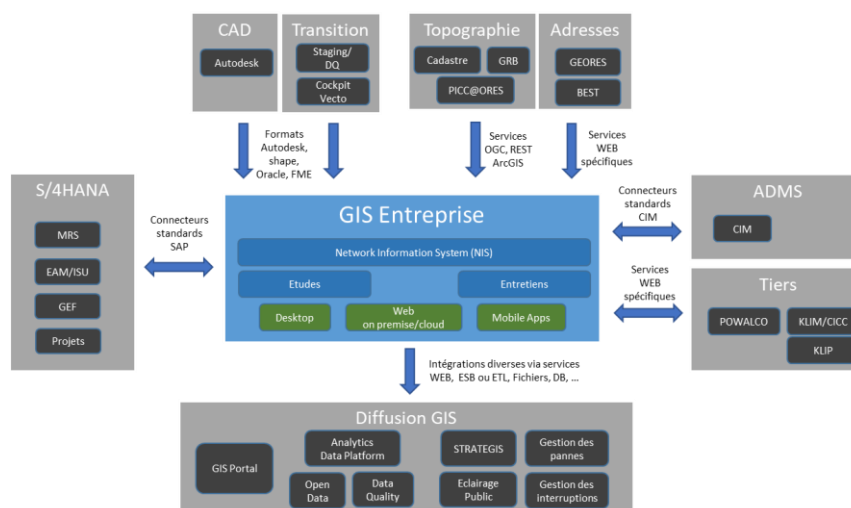 CAD
Autodesk
Transition
Staging/
DQ
Cockpit
Vecto
Topographie
Cadastre
GRB
PICC@ORES
Adresses
GEORES
BEST
Formats
Autodesk,
shape,
Oracle, FME
Services
OGC, REST
ArcGIS
Services
WEB
spécifiques
S/4HANA
MRS
EAM/ISU
GEF
Projets
Connecteurs
standards
SAP
GIS Entreprise
Network Information System (NIS)
Etudes
Entretiens
Desktop
Web
on premise/cloud
Mobile Apps
Connecteurs
standards
CIM
ADMS
CIM
Services
WEB
spécifiques
Tiers
POWALCO
KLIM/CICC
KLIP
Intégrations diverses via services
WEB, ESB ou ETL, Fichiers, DB, ...
Diffusion GIS
GIS Portal
Analytics
Data Platform
Open
Data
Data
Quality
STRATEGIS
Eclairage
Public
Gestion des
pannes
Gestion des
interruptions